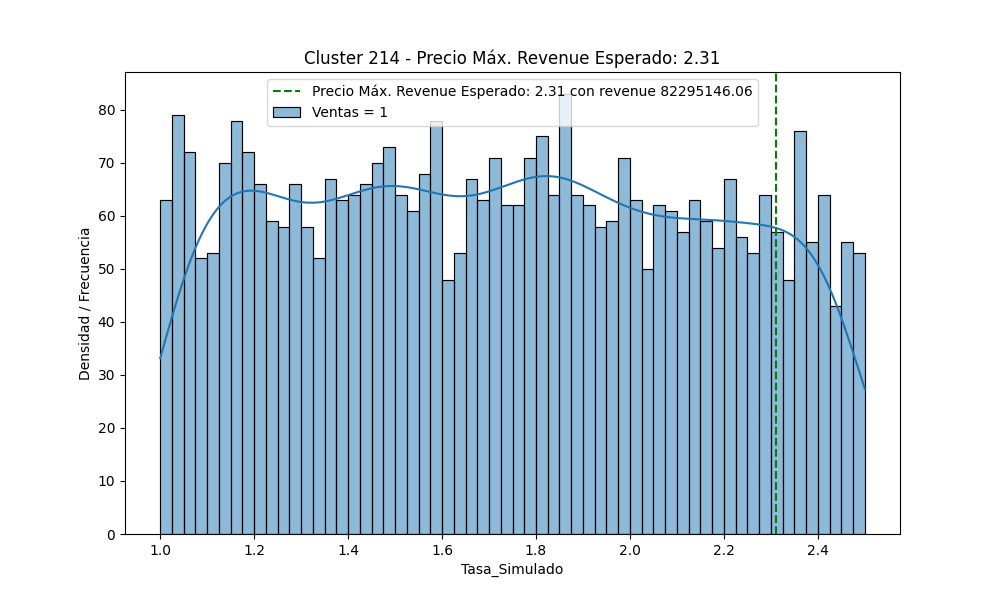 Cluster 214 - Precio Máx. Revenue Esperado: 2.31
Precio Máx. Revenue Esperado: 2.31 con revenue 82295146.06
Ventas = 1
Densidad / Frecuencia
80
70
60
50
40
30
20
10
0
1.0 1.2 1.4 1.6 1.8 2.0 2.2 2.4
Tasa_Simulado